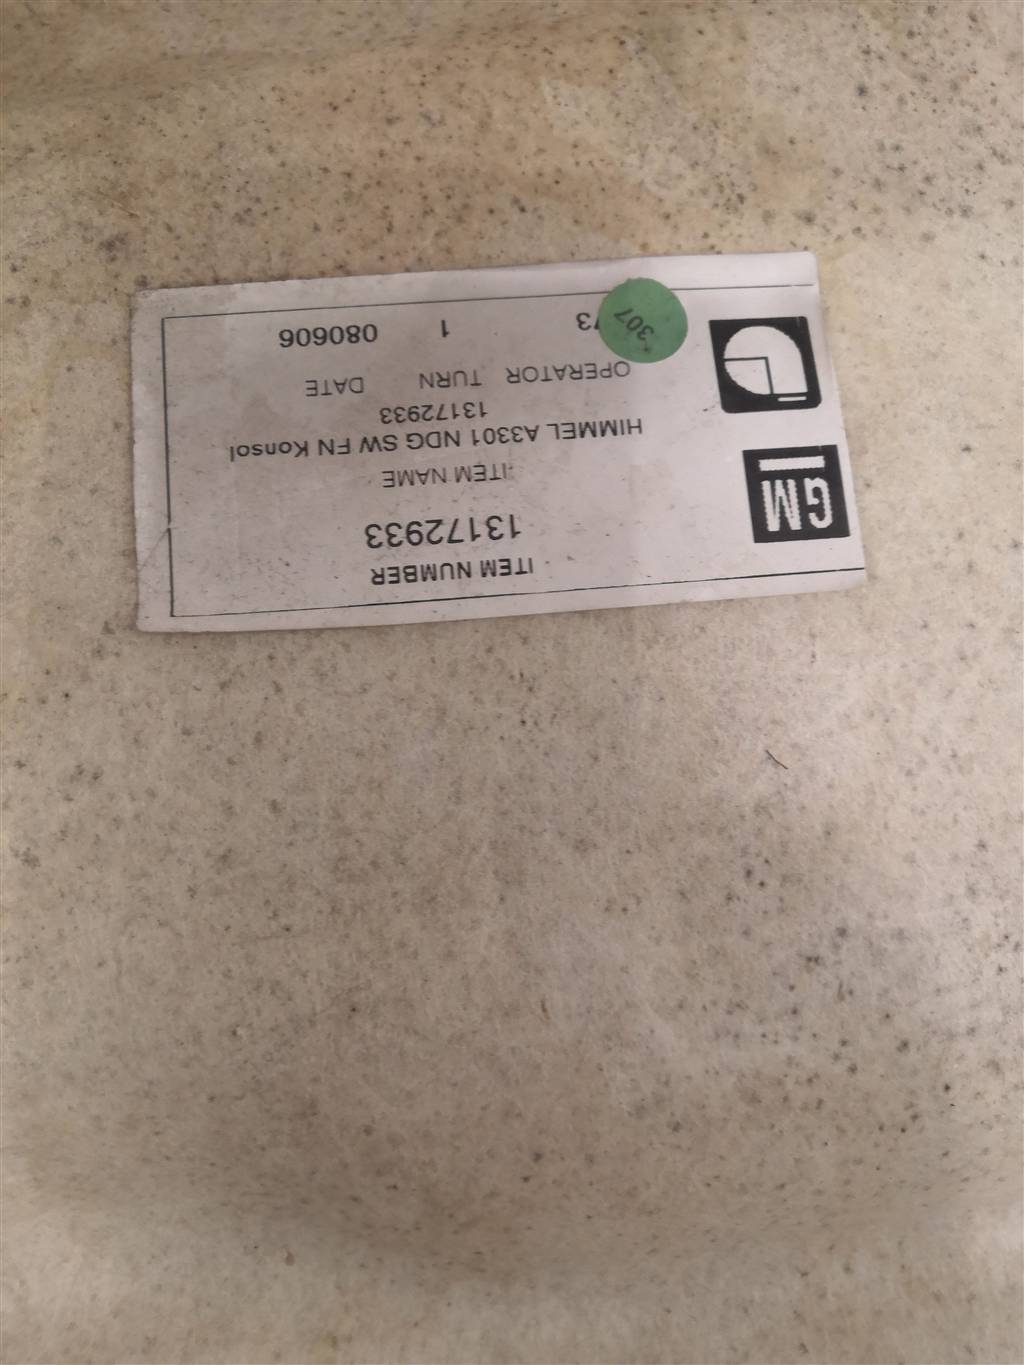 GM
ITEM NUMBER
13172933
ITEM NAME
HIMMEL A3301 NDG SW FN Konsol
13172933
OPERATOR TURN DATE
73 1 080606
307